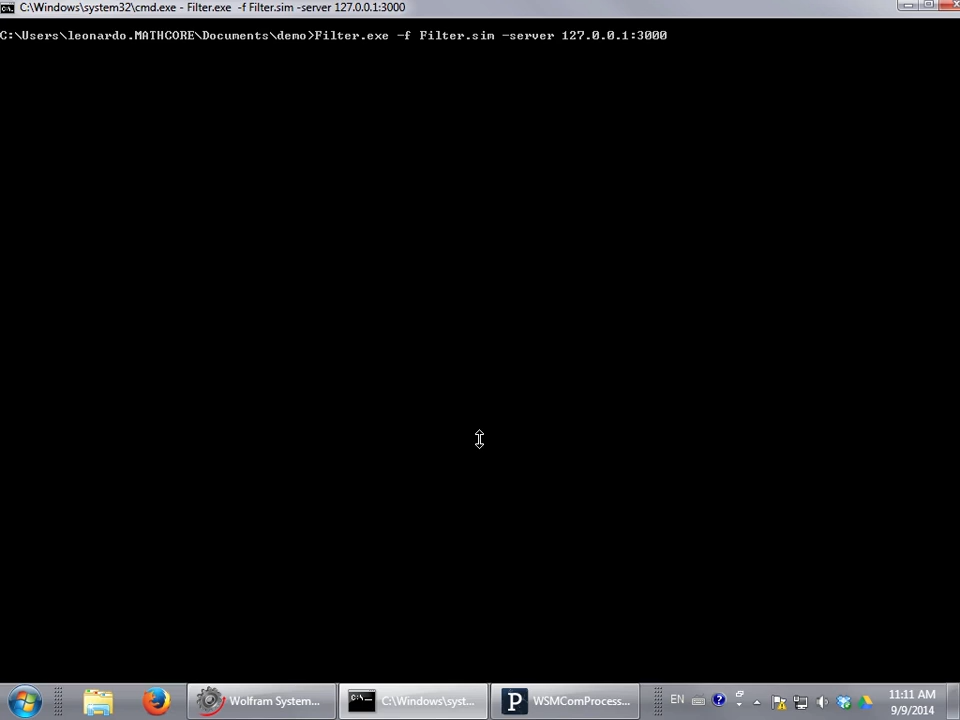 C:\Windows\system32\cmd.exe - Filter.exe -f Filter.sim -server 127.0.0.1:3000
C:\Users\leonardo.MATHCORE\Documents\demo>Filter.exe -f Filter.sim -server 127.0.0.1:3000
Wolfram System...
C:\Windows\syst...
P WSMComProcess...
EN
11:11 AM
9/9/2014